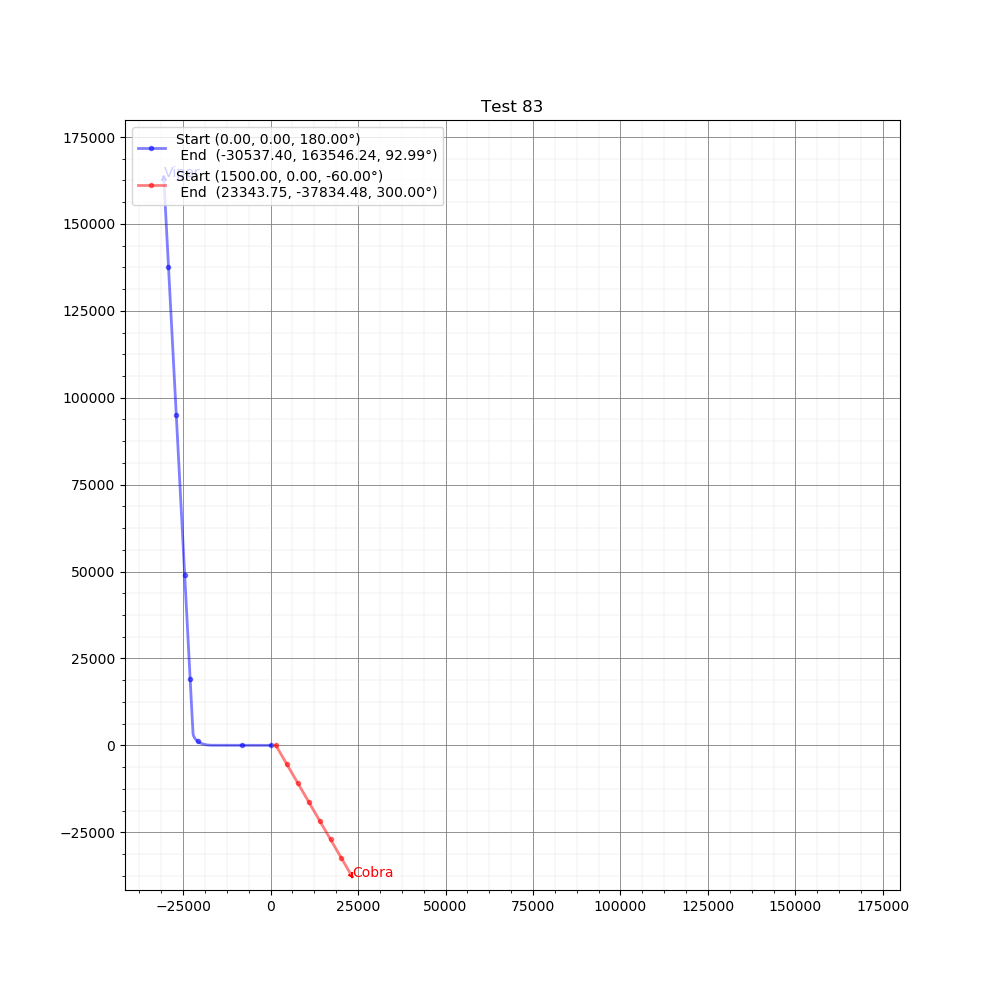 Test 83
175000
150000
125000
100000
75000
50000
25000
0
−25000
Start (0.00, 0.00, 180.00°)
End (-30537.40, 163546.24, 92.99°)
Start (1500.00, 0.00, -60.00°)
End (23343.75, -37834.48, 300.00°)
Cobra
−25000 0 25000 50000 75000 100000 125000 150000 175000